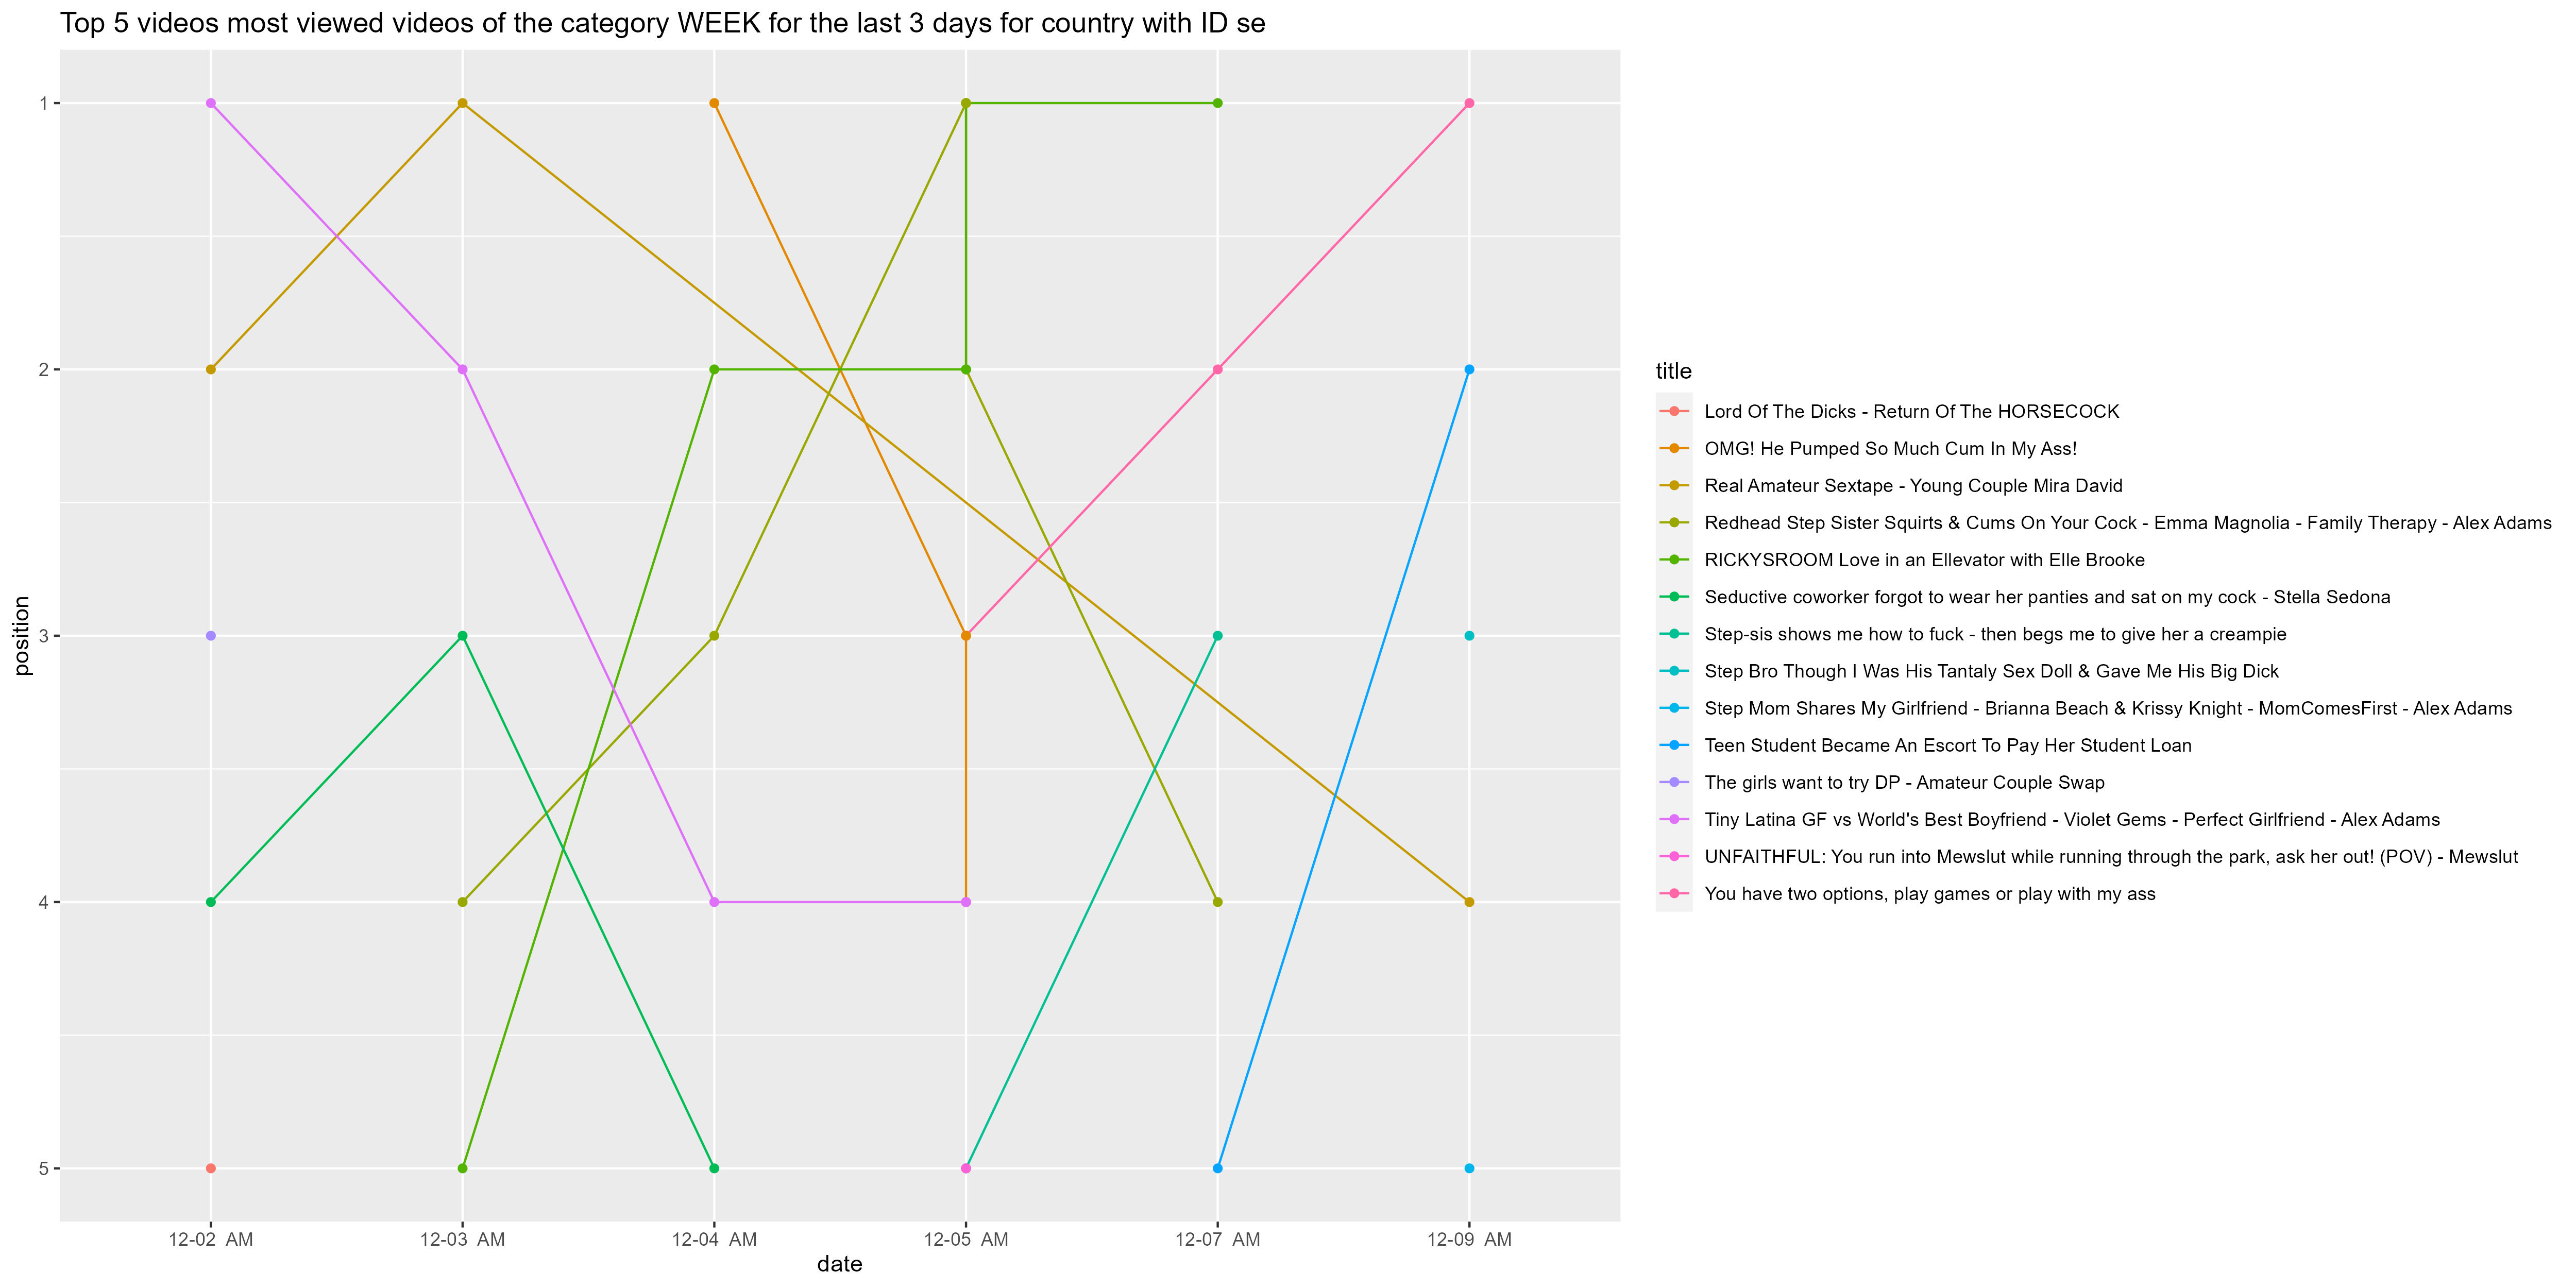 Top 5 videos most viewed videos of the category WEEK for the last 3 days for country with ID se
position
1
2
3
4
5
12-02  AM
12-03  AM
12-04  AM
12-05  AM
12-07  AM
12-09  AM
date
title
Lord Of The Dicks - Return Of The HORSECOCK
OMG! He Pumped So Much Cum In My Ass!
Real Amateur Sextape - Young Couple Mira David
Redhead Step Sister Squirts & Cums On Your Cock - Emma Magnolia - Family Therapy - Alex Adams
RICKYSROOM Love in an Ellevator with Elle Brooke
Seductive coworker forgot to wear her panties and sat on my cock - Stella Sedona
Step-sis shows me how to fuck - then begs me to give her a creampie
Step Bro Though I Was His Tantaly Sex Doll & Gave Me His Big Dick
Step Mom Shares My Girlfriend - Brianna Beach & Krissy Knight - MomComesFirst - Alex Adams
Teen Student Became An Escort To Pay Her Student Loan
The girls want to try DP - Amateur Couple Swap
Tiny Latina GF vs World's Best Boyfriend - Violet Gems - Perfect Girlfriend - Alex Adams
UNFAITHFUL: You run into Mewslut while running through the park, ask her out! (POV) - Mewslut
You have two options, play games or play with my ass